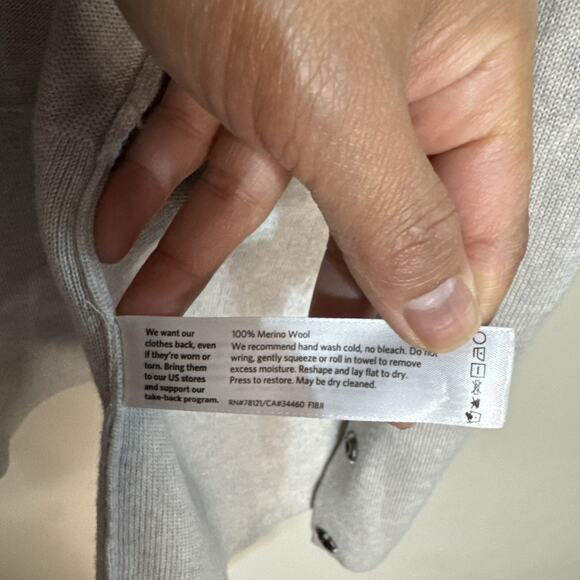 We want our
clothes back, even
if they're worn or
torn. Bring them
to our US stores
and support our
take-back program.
100% Merino Wool
We recommend hand wash cold, no bleach. Do not
wring, gently squeeze or roll in towel to remove
excess moisture. Reshape and lay flat to dry.
Press to restore. May be dry cleaned.
RN#78121/CA#34460 F18JI